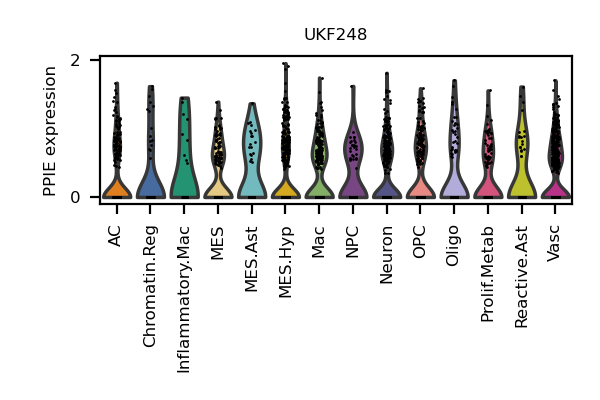 UKF248
PPIE expression
2
0
AC
Chromatin.Reg
Inflammatory.Mac
MES
MES.Ast
MES.Hyp
Mac
NPC
Neuron
OPC
Oligo
Prolif.Metab
Reactive.Ast
Vasc